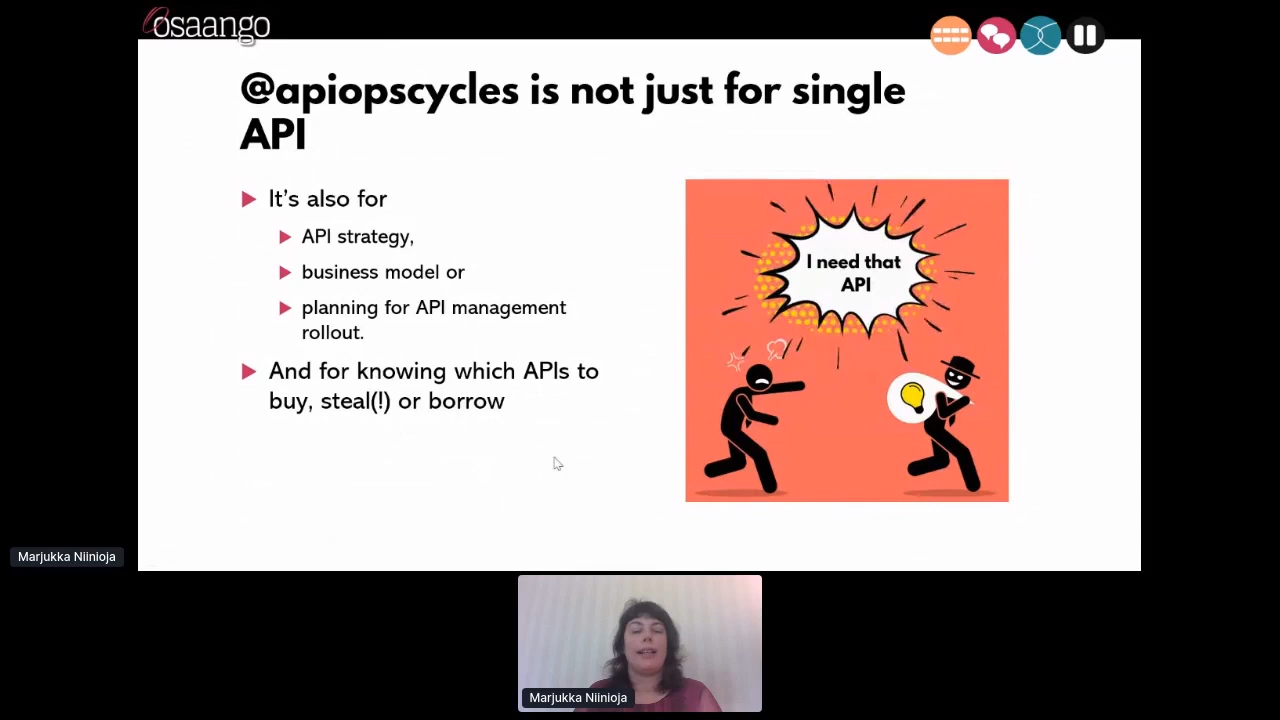 osaango
@apiopscycles is not just for single
API
It's also for
API strategy,
business model or
planning for API management
rollout.
And for knowing which APIs to
buy, steal(!) or borrow
I need that
API
Marjukka Niinioja
Marjukka Niinioja